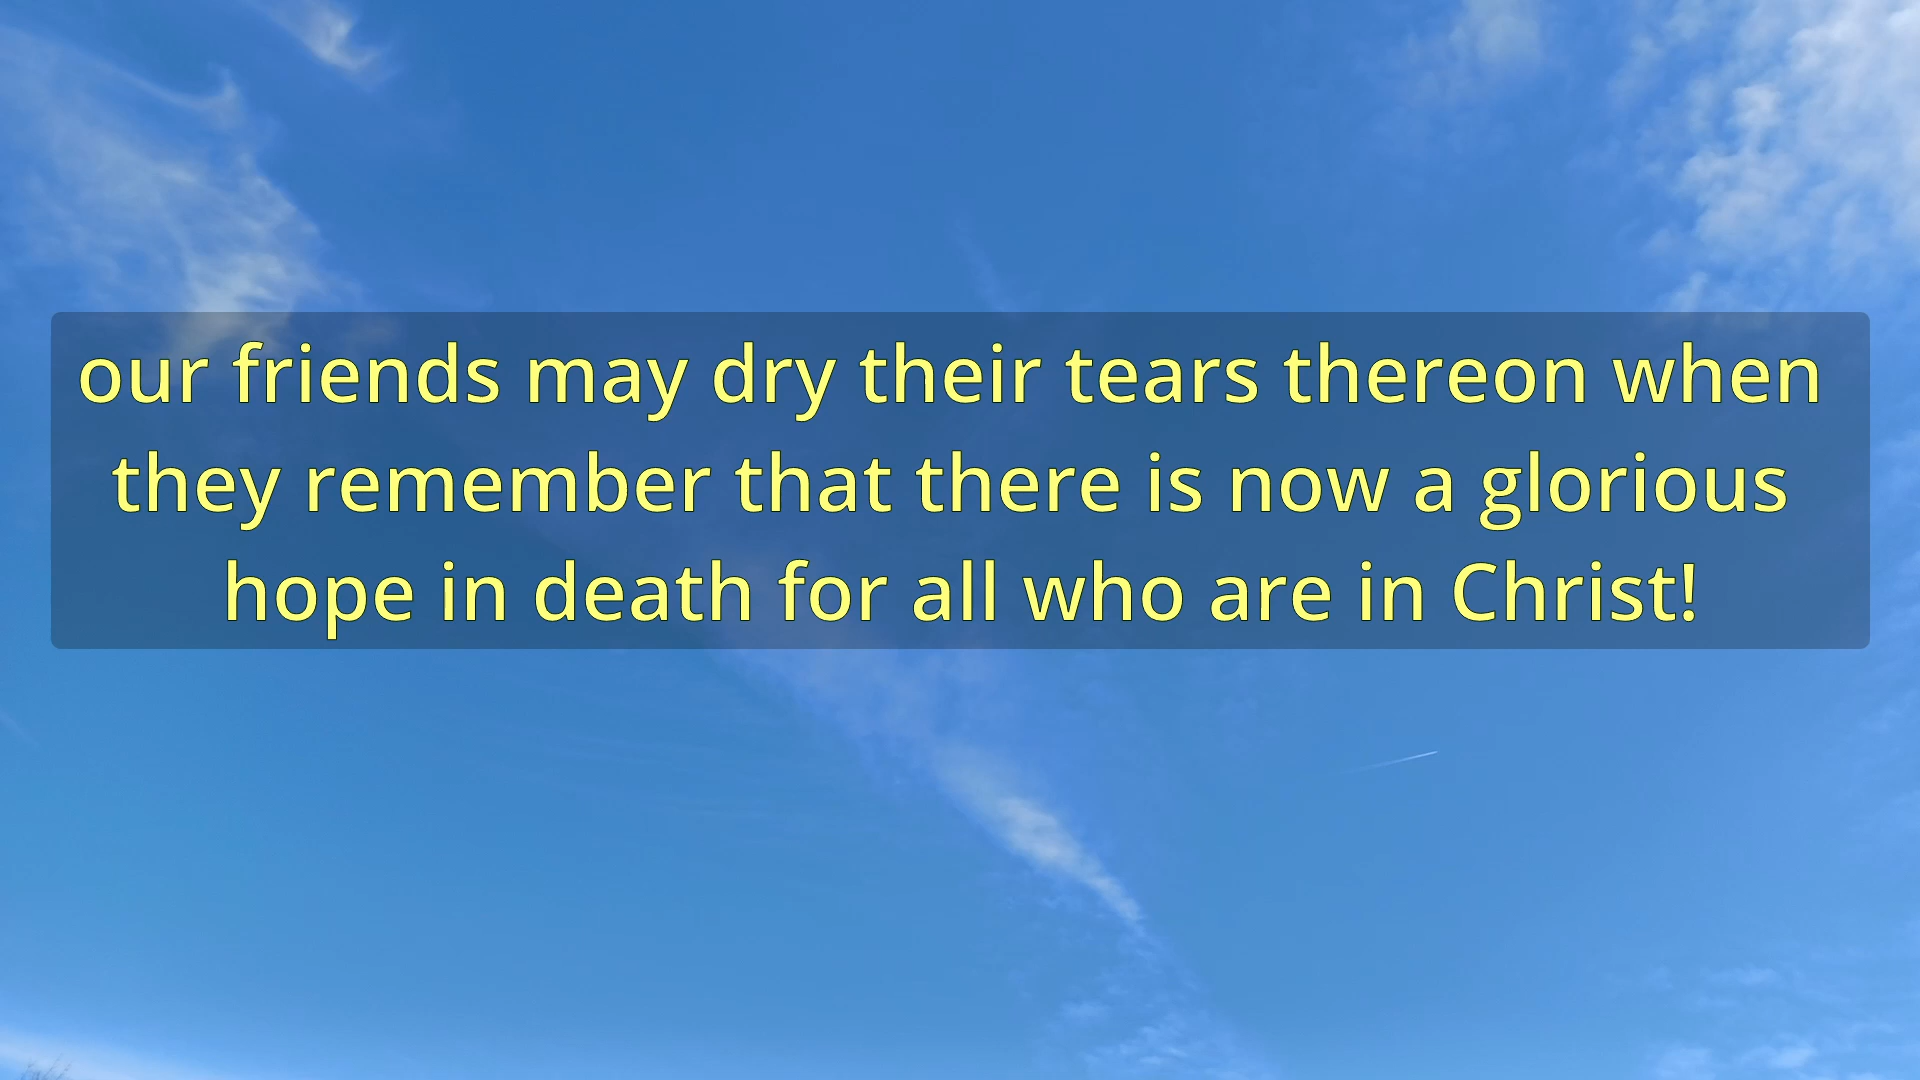 our friends may dry their tears thereon when
they remember that there is now a glorious
hope in death for all who are in Christ!